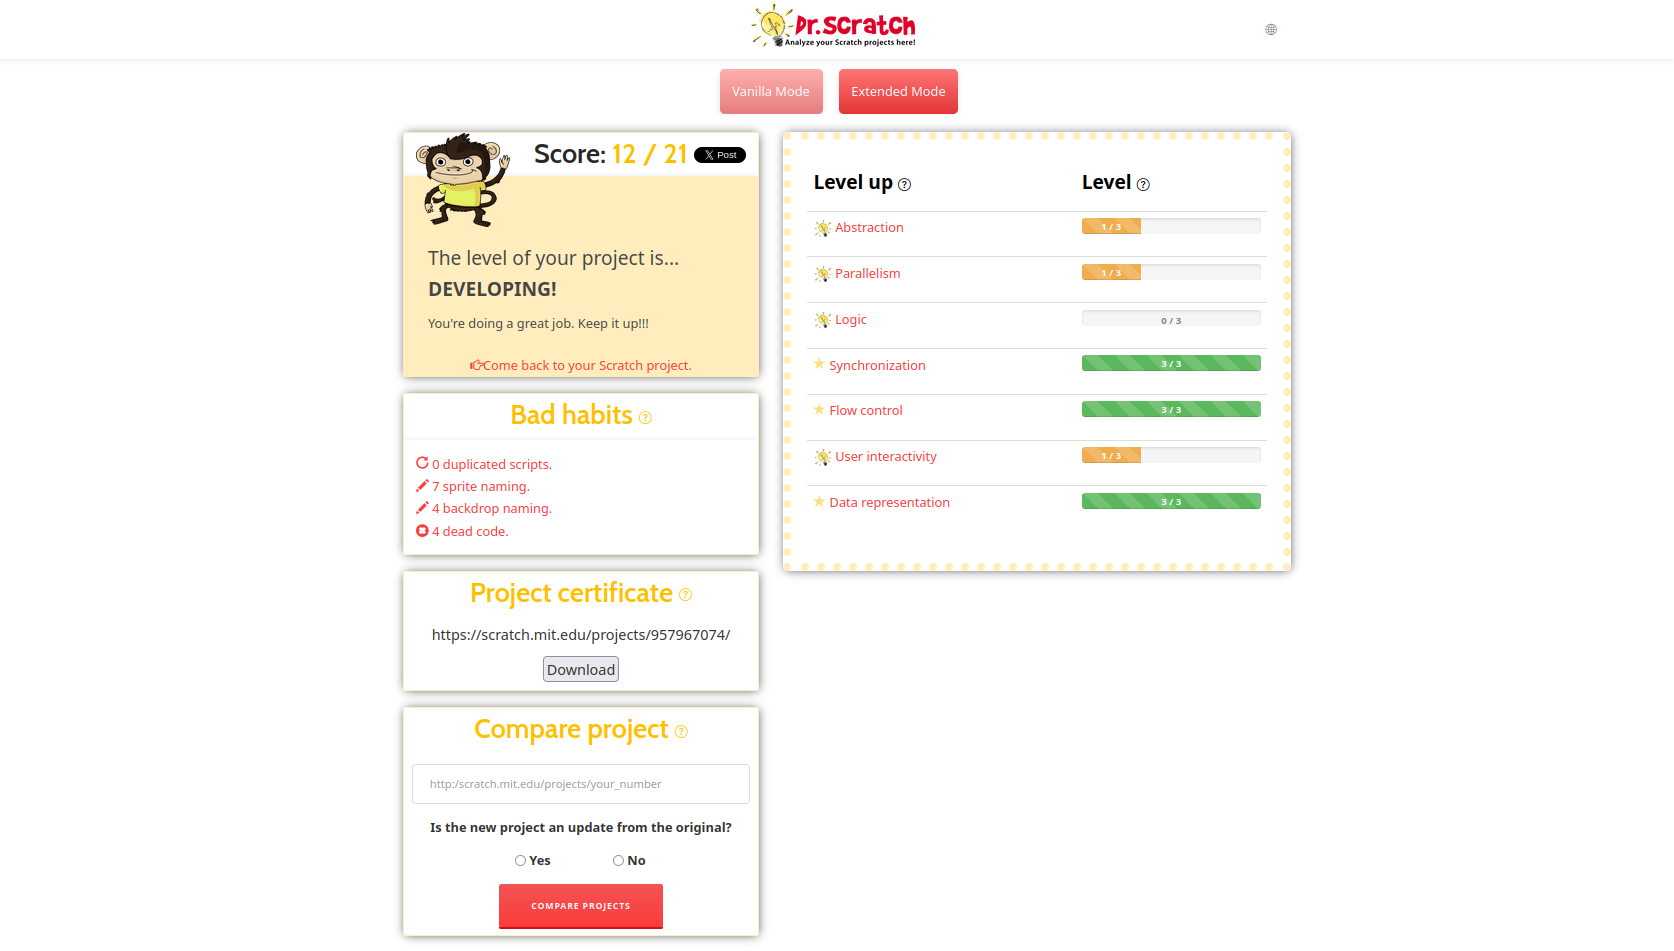 Dr.Scratch
Analyze your Scratch projects here!
Vanilla Mode
Extended Mode
Score: 12 / 21
Post
The level of your project is...
DEVELOPING!
You're doing a great job. Keep it up!!!
Come back to your Scratch project.
Bad habits
0 duplicated scripts.
7 sprite naming.
4 backdrop naming.
4 dead code.
Project certificate
https://scratch.mit.edu/projects/957967074/
Download
Compare project
http:/scratch.mit.edu/projects/your_number
Is the new project an update from the original?
Yes No
COMPARE PROJECTS
Level up Level
Abstraction 1 / 3
Parallelism 1 / 3
Logic 0 / 3
Synchronization 3 / 3
Flow control 3 / 3
User interactivity 1 / 3
Data representation 3 / 3